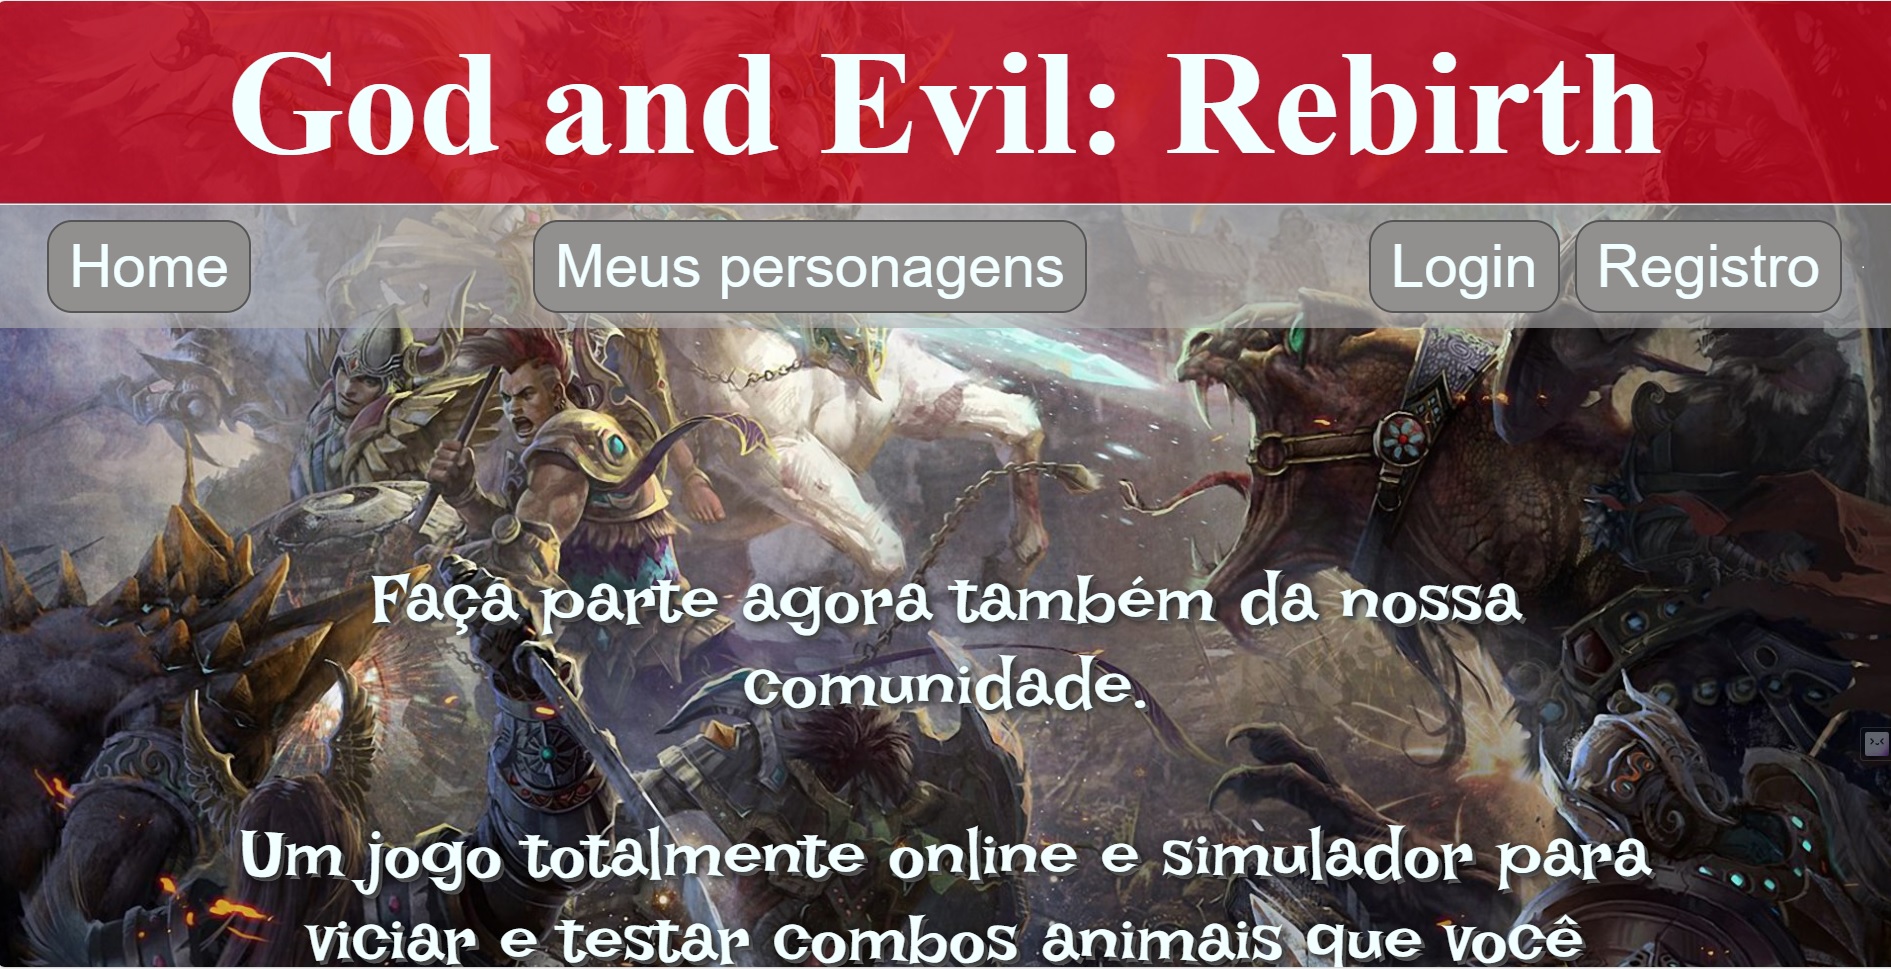 God and Evil: Rebirth
Home Meus personagens Login Registro
Faça parte agora também da nossa
comunidade.
Um jogo totalmente online e simulador para
viciar e testar combos animais que você